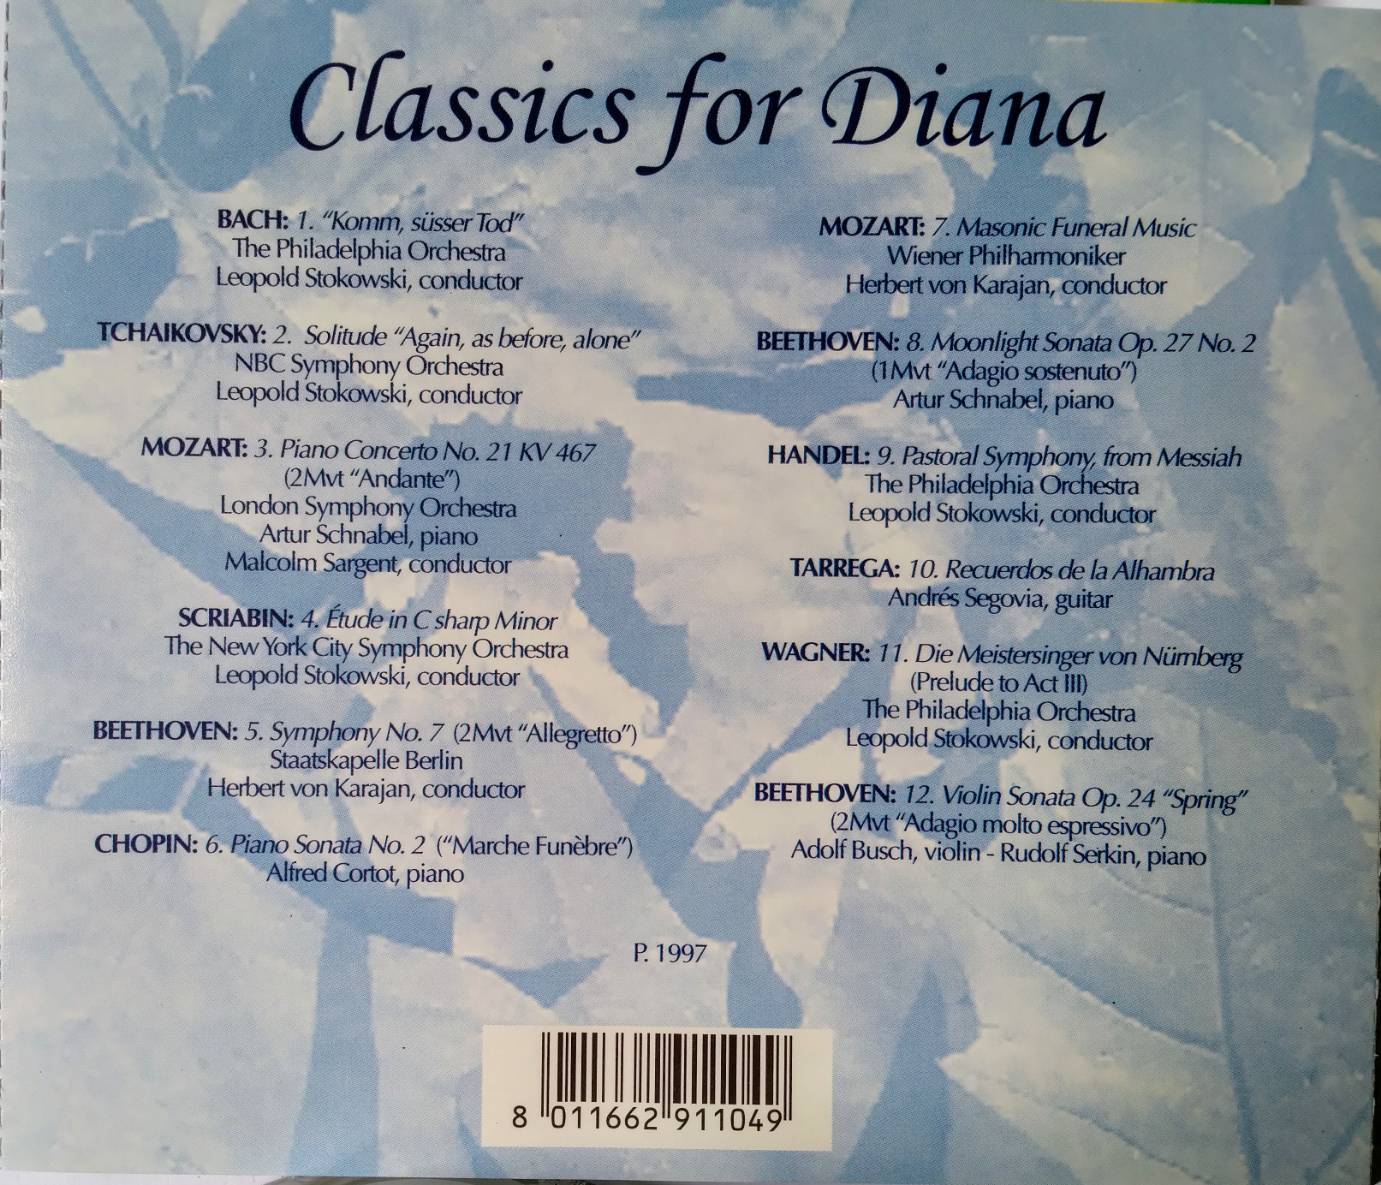 Classics for Diana
BACH: 1. “Komm, süsser Tod”
The Philadelphia Orchestra
Leopold Stokowski, conductor
TCHAIKOVSKY: 2. Solitude “Again, as before, alone”
NBC Symphony Orchestra
Leopold Stokowski, conductor
MOZART: 3. Piano Concerto No. 21 KV 467
(2Mvt “Andante”)
London Symphony Orchestra
Artur Schnabel, piano
Malcolm Sargent, conductor
SCRIABIN: 4. Étude in C sharp Minor
The New York City Symphony Orchestra
Leopold Stokowski, conductor
BEETHOVEN: 5. Symphony No. 7 (2Mvt “Allegretto”)
Staatskapelle Berlin
Herbert von Karajan, conductor
CHOPIN: 6. Piano Sonata No. 2 (“Marche Funèbre”)
Alfred Cortot, piano
MOZART: 7. Masonic Funeral Music
Wiener Philharmoniker
Herbert von Karajan, conductor
BEETHOVEN: 8. Moonlight Sonata Op. 27 No. 2
(1Mvt “Adagio sostenuto”)
Artur Schnabel, piano
HANDEL: 9. Pastoral Symphony, from Messiah
The Philadelphia Orchestra
Leopold Stokowski, conductor
TARREGA: 10. Recuerdos de la Alhambra
Andrés Segovia, guitar
WAGNER: 11. Die Meistersinger von Nürnberg
(Prelude to Act III)
The Philadelphia Orchestra
Leopold Stokowski, conductor
BEETHOVEN: 12. Violin Sonata Op. 24 “Spring”
(2Mvt “Adagio molto espressivo”)
Adolf Busch, violin - Rudolf Serkin, piano
P. 1997
8 011662 911049